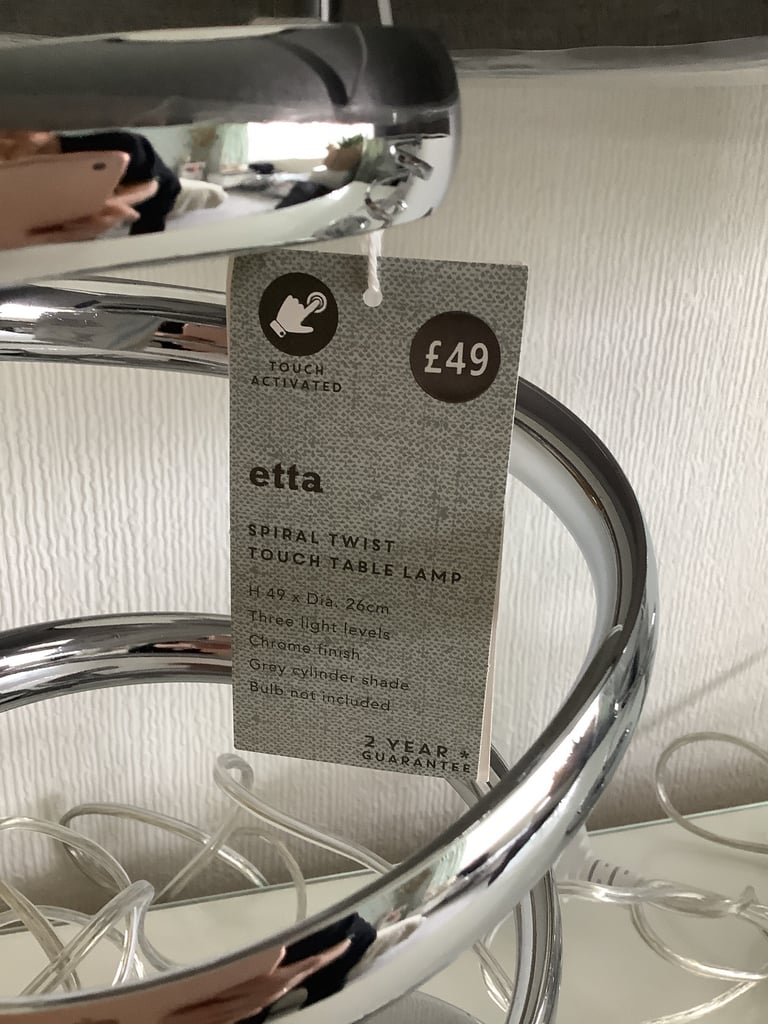 TOUCH
ACTIVATED
£49
etta
SPIRAL TWIST
TOUCH TABLE LAMP
H 49 x Dia. 26cm
Three light levels
Chrome finish
Grey cylinder shade
Bulb not included
2 YEAR *
GUARANTEE